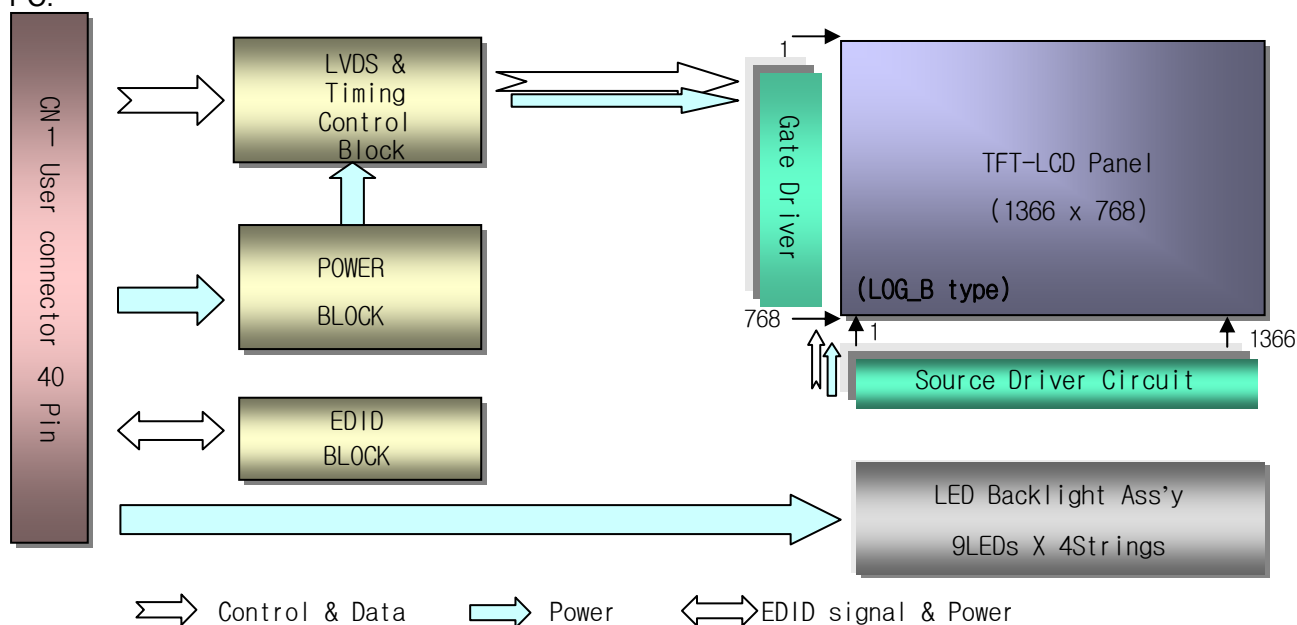 CN-1 User connector 40 Pin
LVDS &
Timing
Control
Block
POWER
BLOCK
EDID
BLOCK
1
Gate Driver
768
TFT-LCD Panel
(1366 x 768)
(LOG_B type)
1
1366
Source Driver Circuit
LED Backlight Ass'y
9LEDs X 4Strings
Control & Data
Power
EDID signal & Power